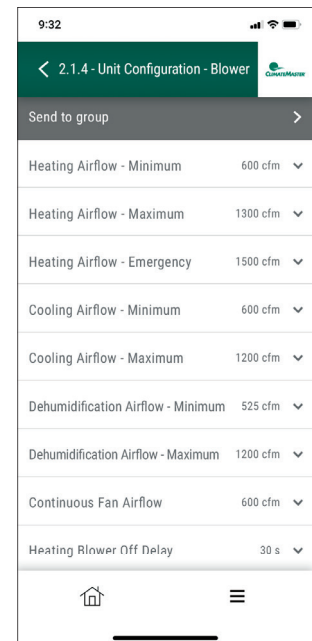 9:32
2.1.4 - Unit Configuration - Blower
CLIMATEMASTER
Send to group
Heating Airflow - Minimum 600 cfm
Heating Airflow - Maximum 1300 cfm
Heating Airflow - Emergency 1500 cfm
Cooling Airflow - Minimum 600 cfm
Cooling Airflow - Maximum 1200 cfm
Dehumidification Airflow - Minimum 525 cfm
Dehumidification Airflow - Maximum 1200 cfm
Continuous Fan Airflow 600 cfm
Heating Blower Off Delay 30 s